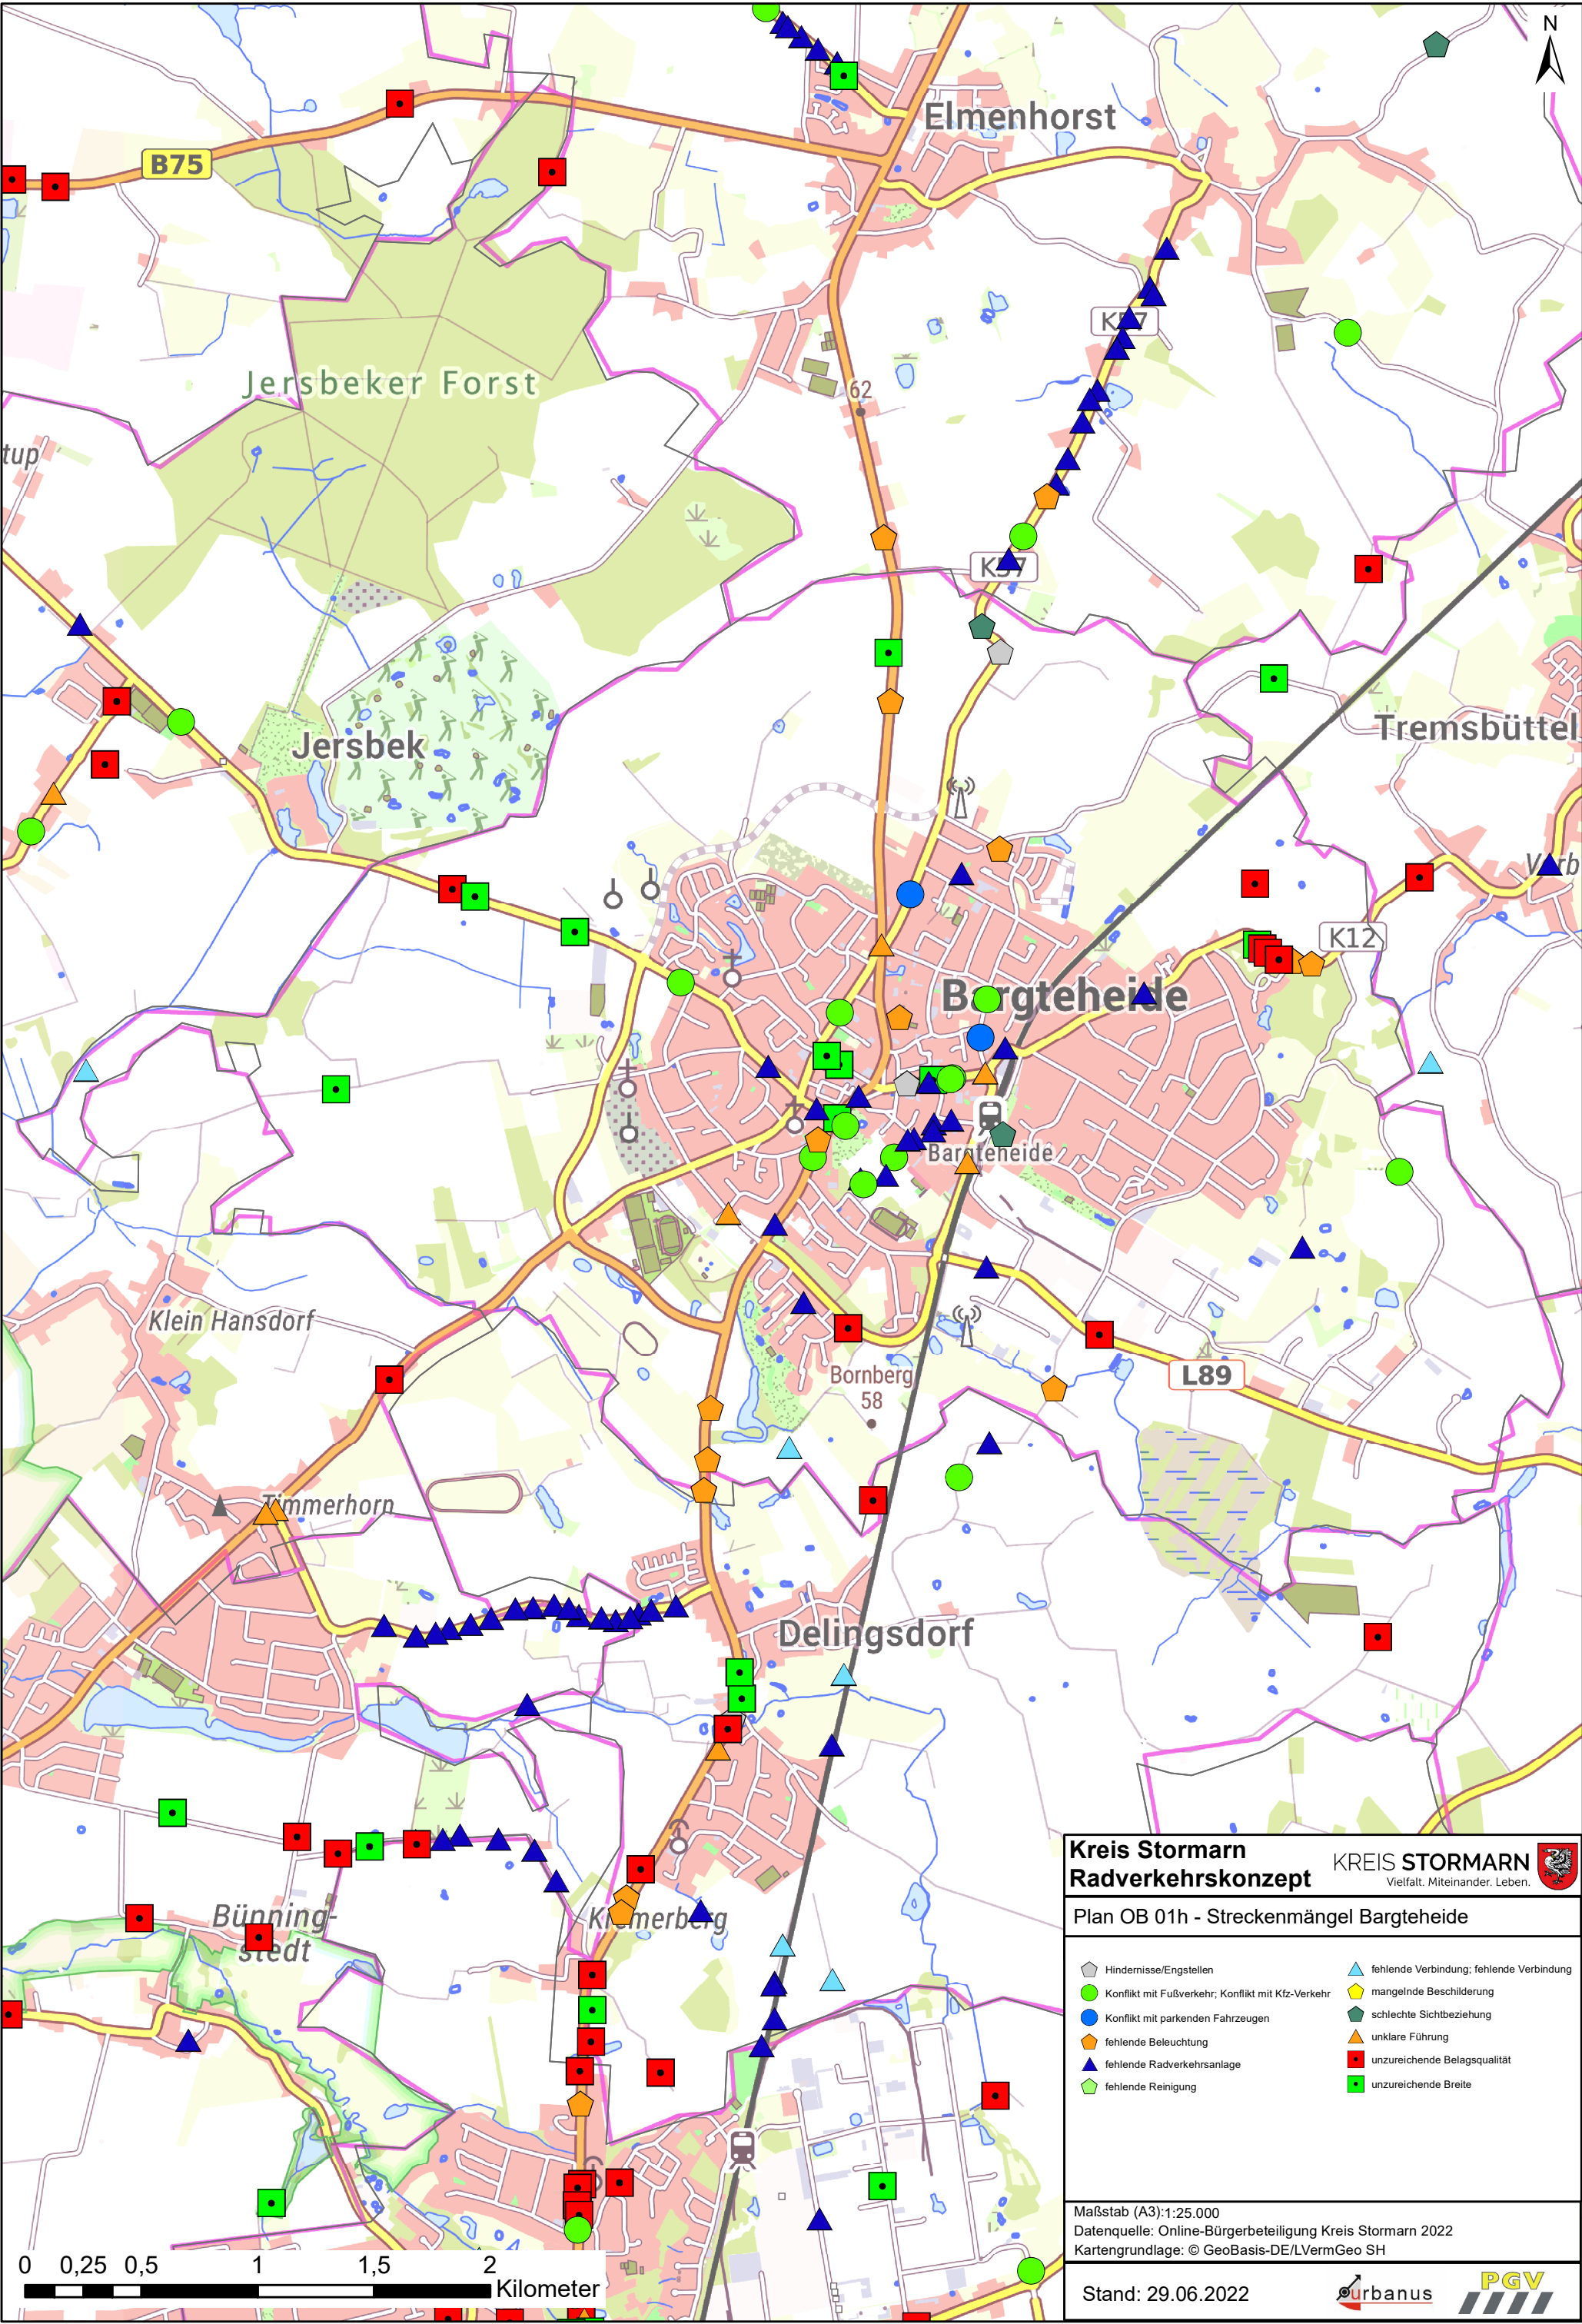 N
Elmenhorst
B75
K57
Jersbeker Forst
62
tup
K57
Tremsbüttel
Jersbek
K12
Bargteheide
Bargteheide
Klein Hansdorf
Bornberg
58
L89
Timmerhorn
Delingsdorf
Bünning-
stedt
Kreis Stormarn
Radverkehrskonzept
KREIS STORMARN
Vielfalt. Miteinander. Leben.
Plan OB 01h - Streckenmängel Bargteheide
Hindernisse/Engstellen
Konflikt mit Fußverkehr; Konflikt mit Kfz-Verkehr
Konflikt mit parkenden Fahrzeugen
fehlende Beleuchtung
fehlende Radverkehrsanlage
fehlende Reinigung
fehlende Verbindung; fehlende Verbindung
mangelnde Beschilderung
schlechte Sichtbeziehung
unklare Führung
unzureichende Belagsqualität
unzureichende Breite
Maßstab (A3):1:25.000
Datenquelle: Online-Bürgerbeteiligung Kreis Stormarn 2022
Kartengrundlage: © GeoBasis-DE/LVermGeo SH
0 0,25 0,5 1 1,5 2
Kilometer
Stand: 29.06.2022
urbanus
PGV